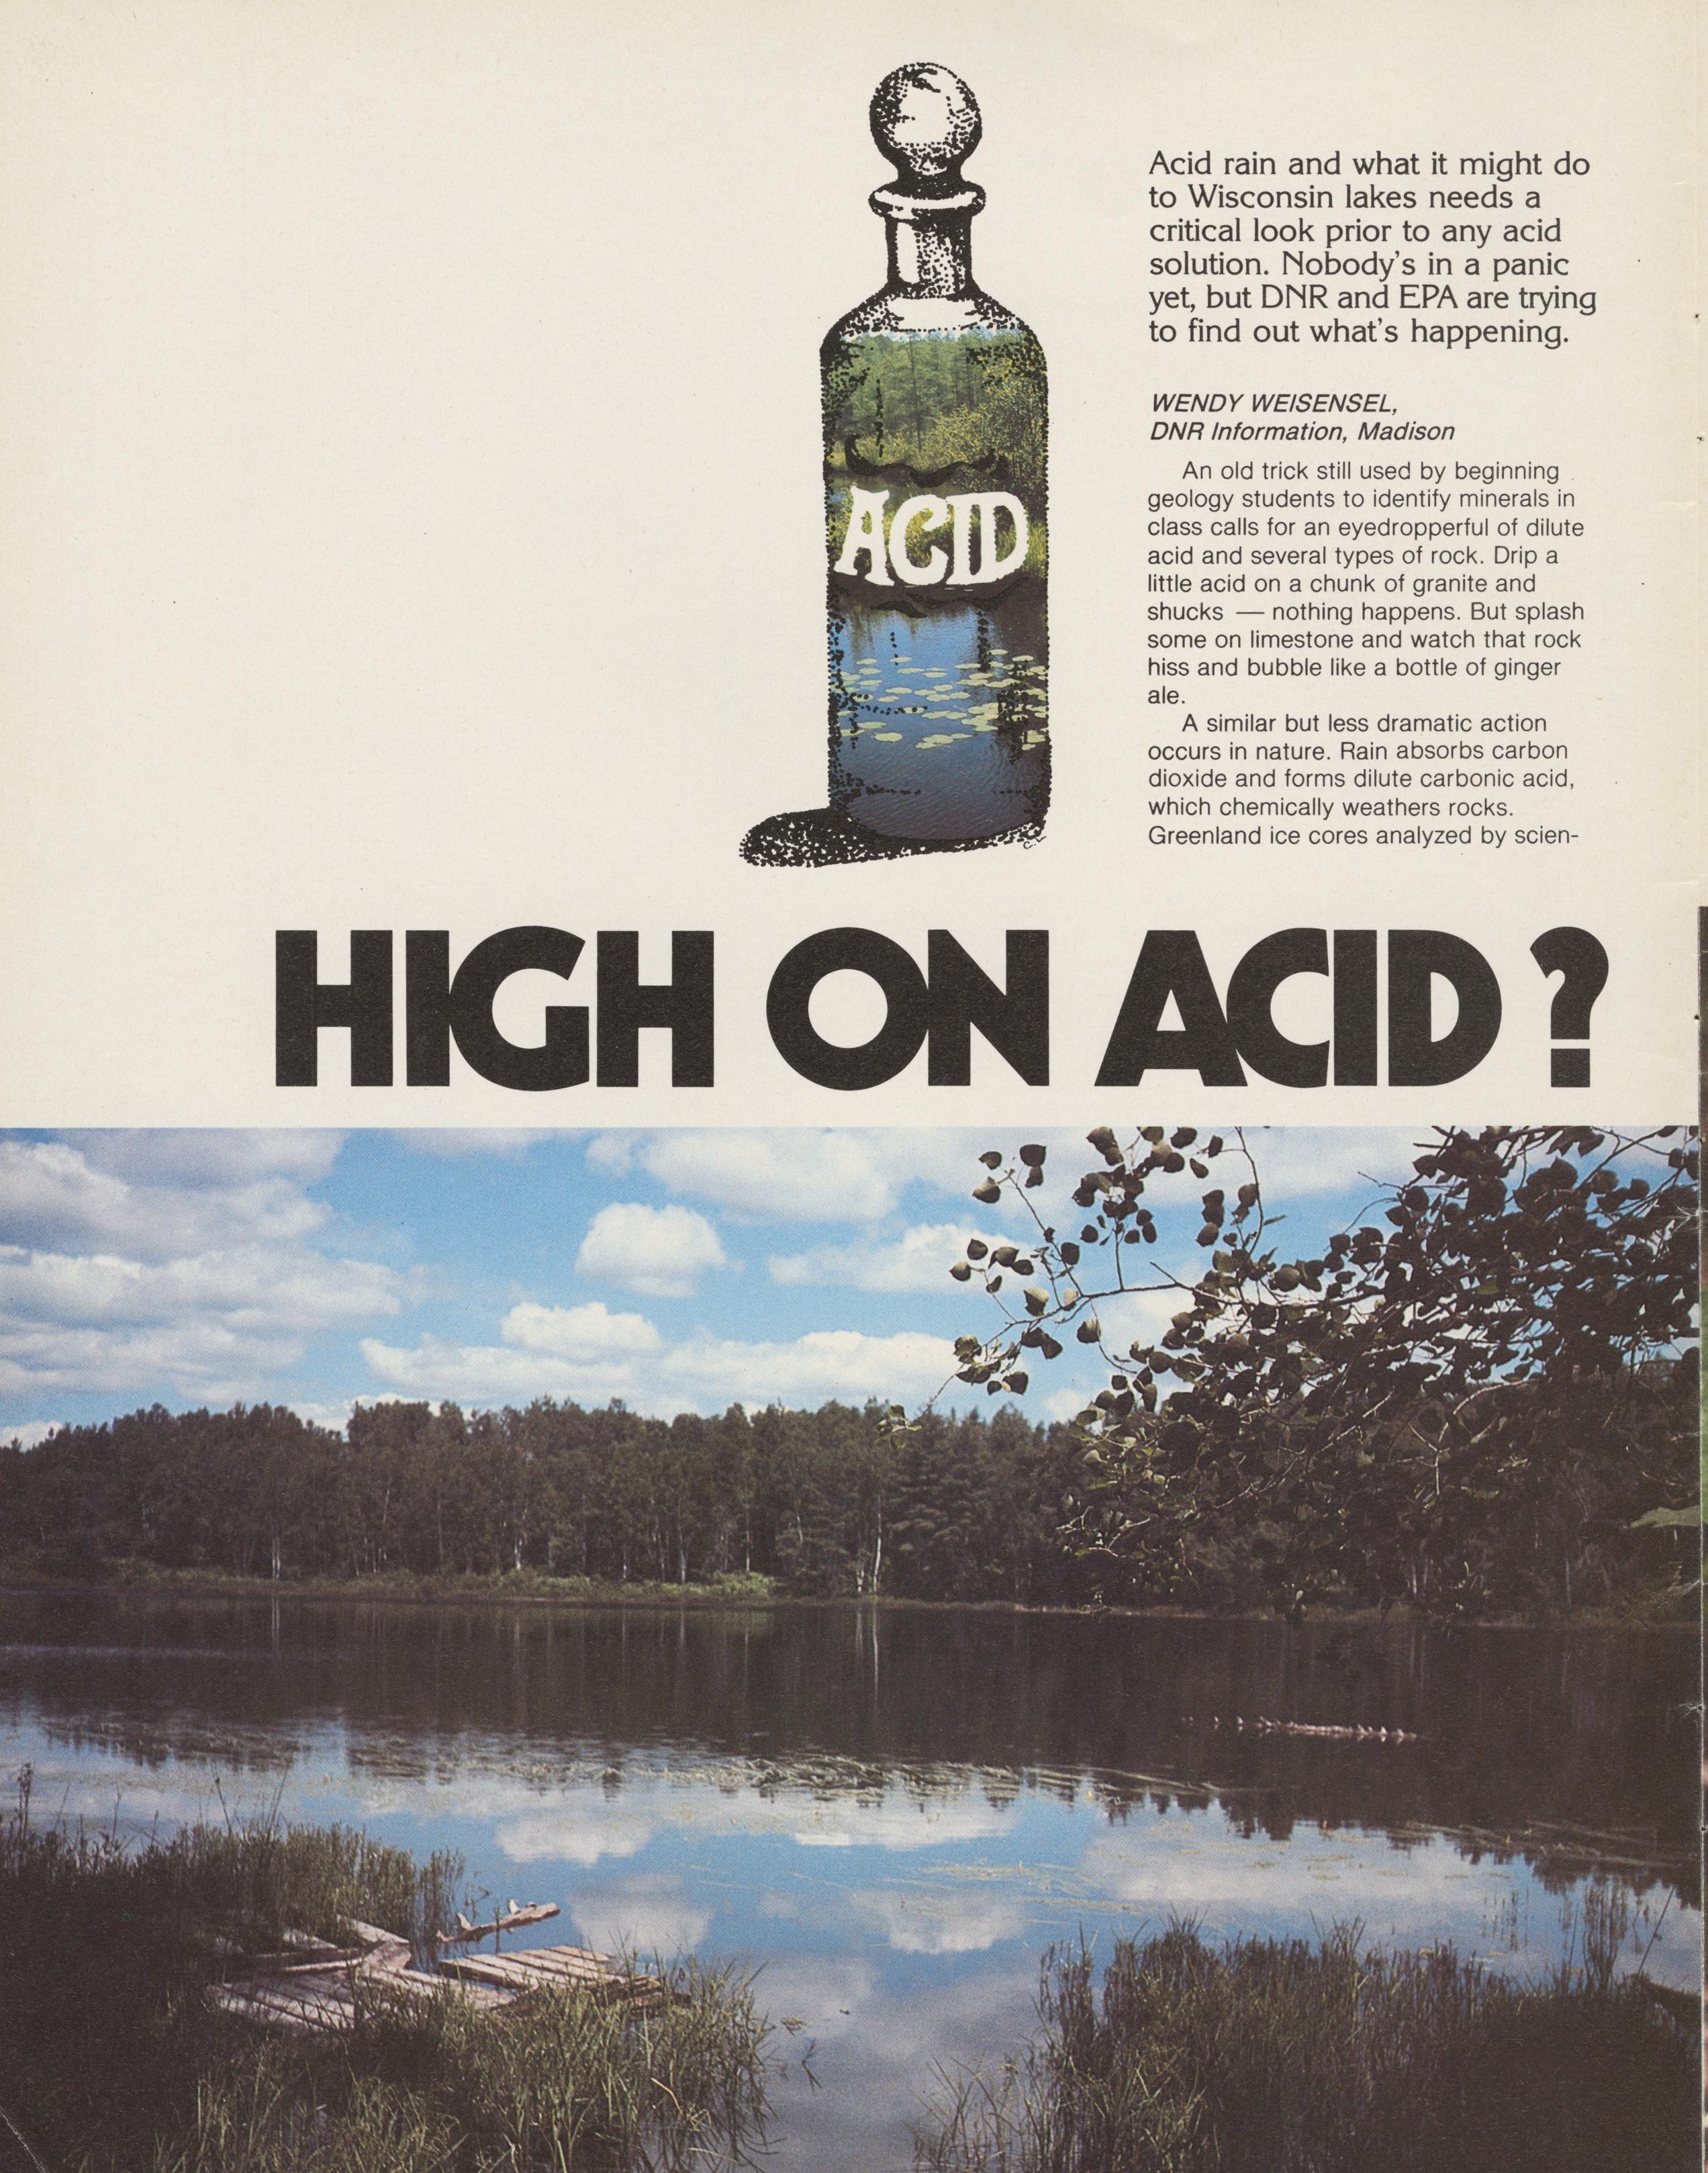 Acid rain and what it might do
to Wisconsin lakes needs a
critical look prior to any acid
solution. Nobody's in a panic
yet, but DNR and EPA are trying
to find out what's happening.
WENDY WEISENSEL,
DNR Information, Madison
An old trick still used by beginning
geology students to identify minerals in
class calls for an eyedropperful of dilute
acid and several types of rock. Drip a
little acid on a chunk of granite and
shucks — nothing happens. But splash
some on limestone and watch that rock
hiss and bubble like a bottle of ginger
ale.
A similar but less dramatic action
occurs in nature. Rain absorbs carbon
dioxide and forms dilute carbonic acid,
which chemically weathers rocks.
Greenland ice cores analyzed by scien-
ACID
HIGH ON ACID ?